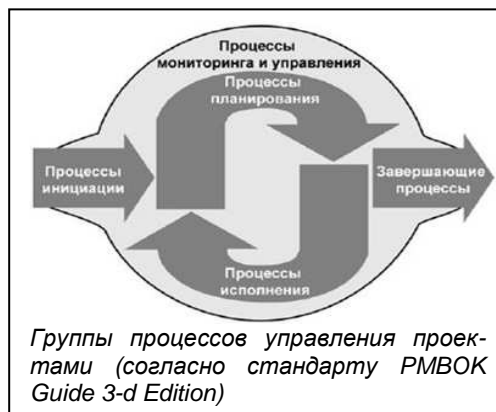 Процессы
мониторинга и управления
Процессы
планирования
Процессы
инициации
Завершающие
процессы
Процессы
исполнения
Группы процессов управления проек-
тами (согласно стандарту PMBOK
Guide 3-d Edition)